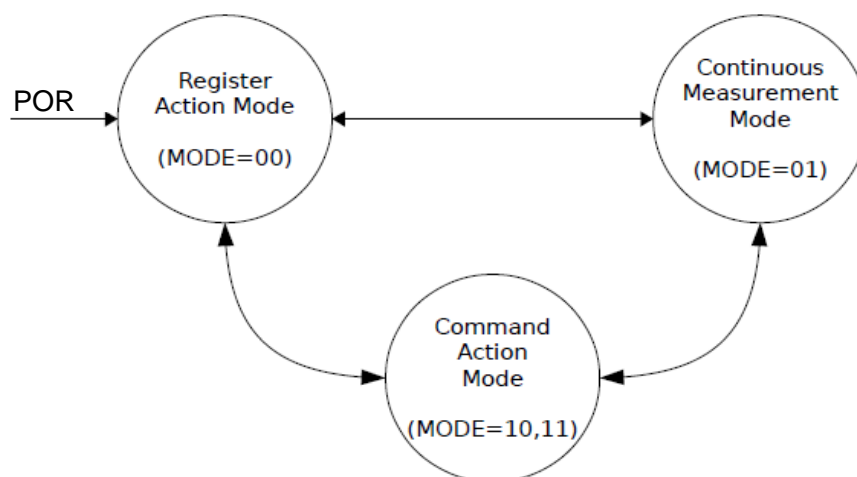 POR
Register
Action Mode
(MODE=00)
Continuous
Measurement
Mode
(MODE=01)
Command
Action
Mode
(MODE=10,11)